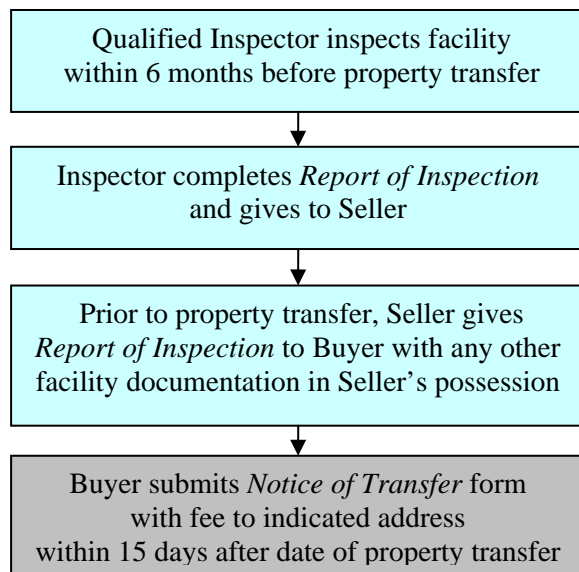 Qualified Inspector inspects facility
within 6 months before property transfer
Inspector completes Report of Inspection
and gives to Seller
Prior to property transfer, Seller gives
Report of Inspection to Buyer with any other
facility documentation in Seller’s possession
Buyer submits Notice of Transfer form
with fee to indicated address
within 15 days after date of property transfer